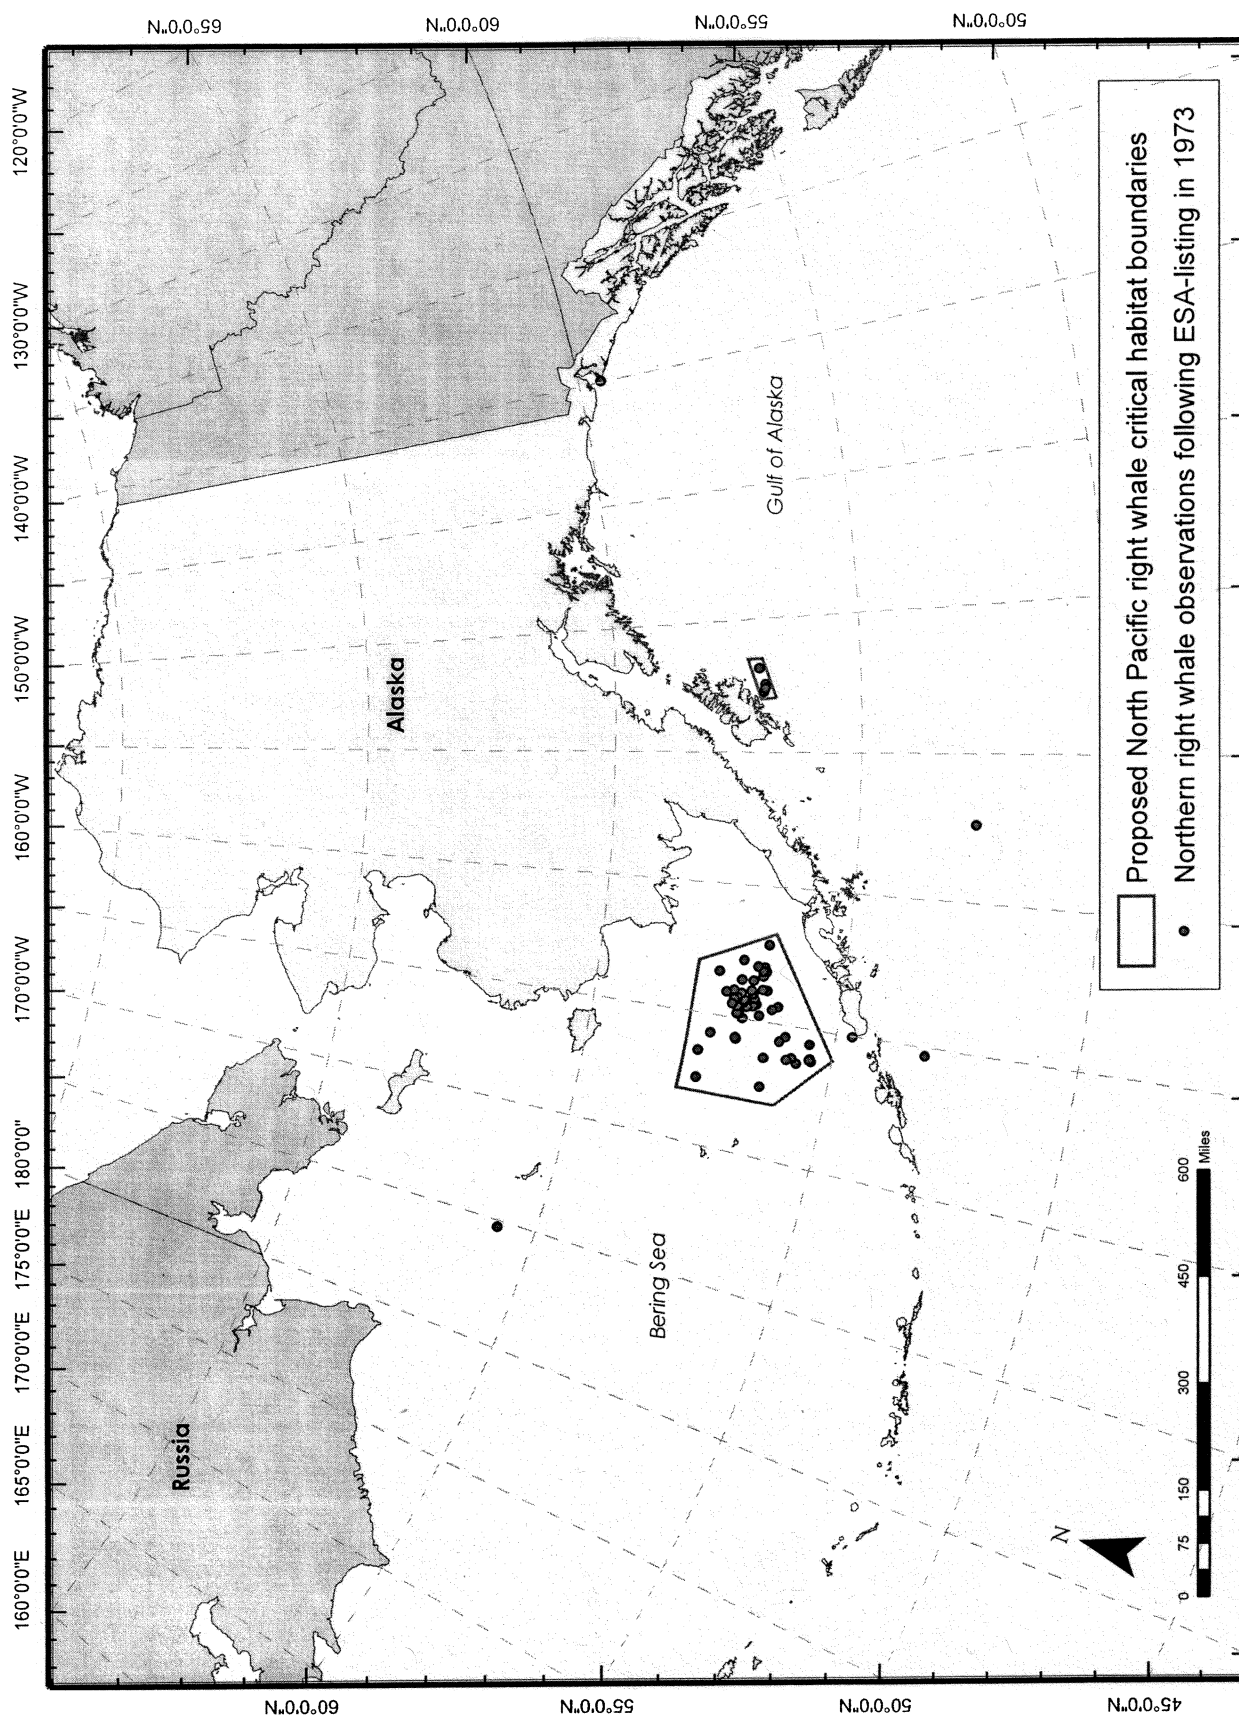 160°0'0"E
165°0'0"E
170°0'0"E
175°0'0"E
180°0'0"
170°0'0"W
160°0'0"W
150°0'0"W
140°0'0"W
130°0'0"W
120°0'0"W
65°0'0"N
60°0'0"N
55°0'0"N
50°0'0"N
60°0'0"N
55°0'0"N
50°0'0"N
45°0'0"N
Russia
Alaska
Bering Sea
Gulf of Alaska
N
0 75 150 300 450 600
Miles
Proposed North Pacific right whale critical habitat boundaries
Northern right whale observations following ESA-listing in 1973